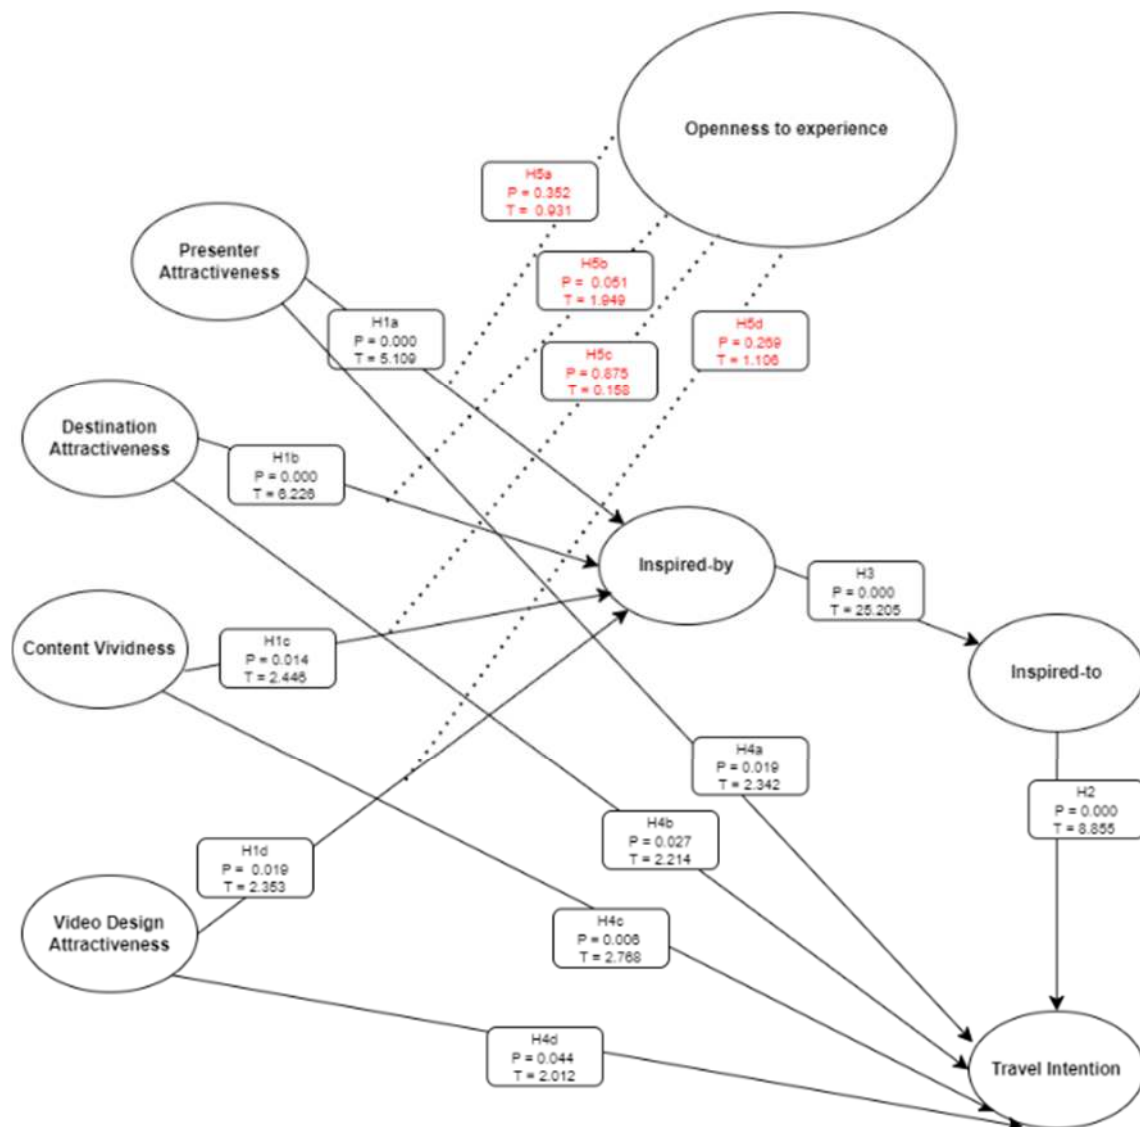 Openness to experience
H5a
P = 0.352
T = 0.931
Presenter
Attractiveness
H5b
P = 0.051
T = 1.949
H1a
P = 0.000
T = 5.109
H5d
P = 0.269
T = 1.106
H5c
P = 0.875
T = 0.158
Destination
Attractiveness
H1b
P = 0.000
T = 6.226
Inspired-by
H3
P = 0.000
T = 25.205
Content Vividness
H1c
P = 0.014
T = 2.446
Inspired-to
H4a
P = 0.019
T = 2.342
H2
P = 0.000
T = 8.855
H4b
P = 0.027
T = 2.214
H1d
P = 0.019
T = 2.353
Video Design
Attractiveness
H4c
P = 0.006
T = 2.768
H4d
P = 0.044
T = 2.012
Travel Intention